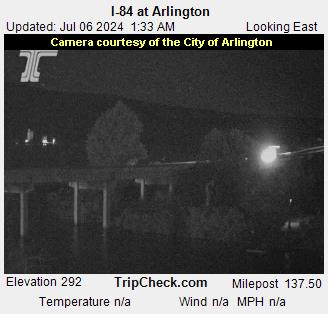 I-84 at Arlington
Updated: Jul 06 2024 1:33 AM Looking East
Camera courtesy of the City of Arlington
Elevation 292 TripCheck.com Milepost 137.50
Temperature n/a Wind n/a MPH n/a